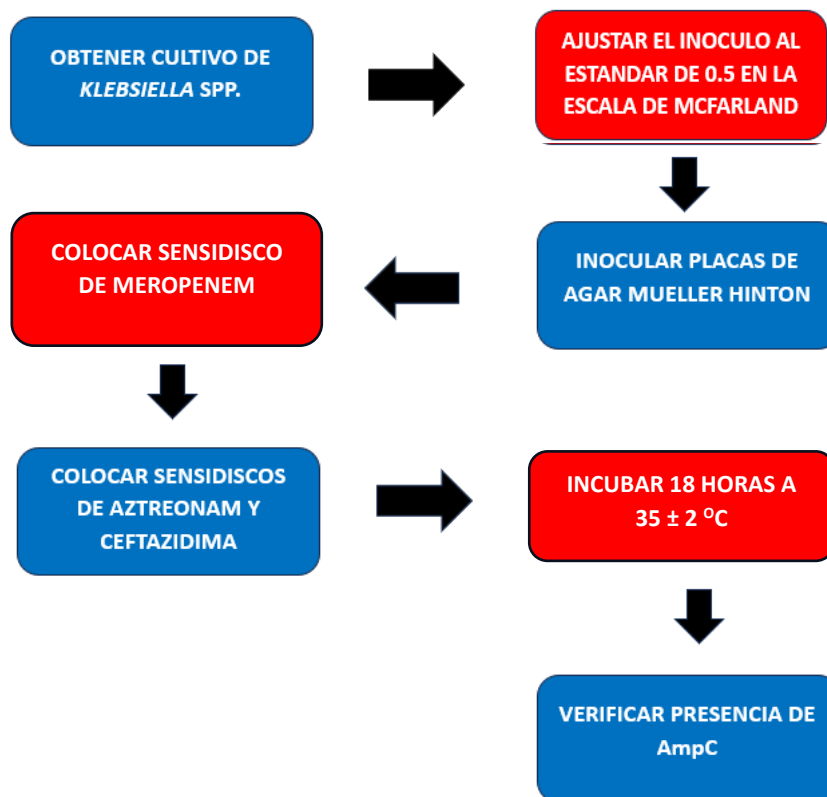 OBTENER CULTIVO DE
KLEBSIELLA SPP.
AJUSTAR EL INOCULO AL
ESTANDAR DE 0.5 EN LA
ESCALA DE MCFARLAND
INOCULAR PLACAS DE
AGAR MUELLER HINTON
COLOCAR SENSIDISCO
DE MEROPENEM
COLOCAR SENSIDISCOS
DE AZTREONAM Y
CEFTAZIDIMA
INCUBAR 18 HORAS A
35 ± 2 ºC
VERIFICAR PRESENCIA DE
AmpC